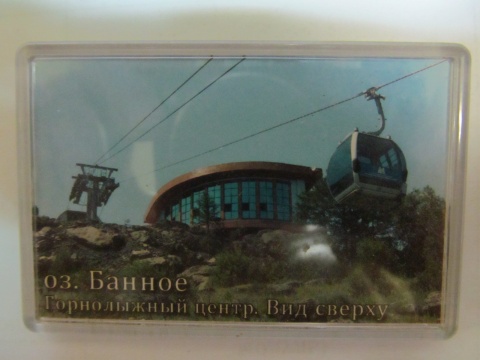 оз. Банное
Горнолыжный центр. Вид сверху